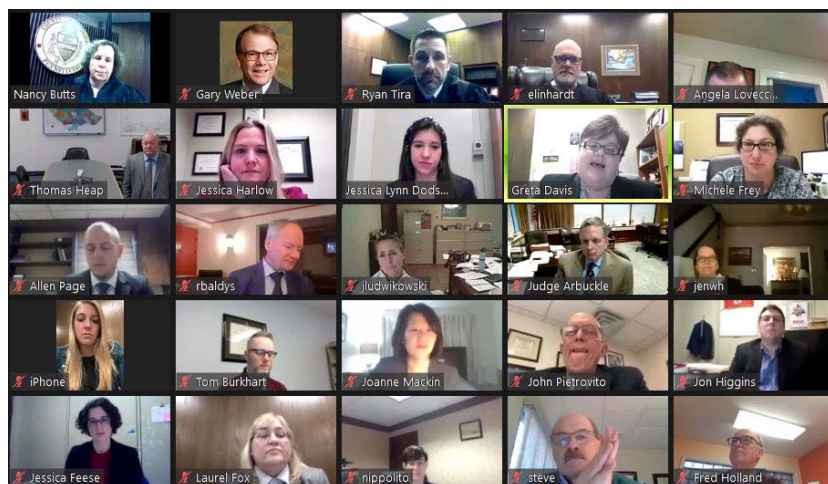 Nancy Butts
Gary Weber
Ryan Tira
elinhardt
Angela Lovecc...
Thomas Heap
Jessica Harlow
Jessica Lynn Dods...
Greta Davis
Michele Frey
Allen Page
rbaldys
jludwikowski
Judge Arbuckle
jenwh
iPhone
Tom Burkhart
Joanne Mackin
John Pietrovito
Jon Higgins
Jessica Feese
Laurel Fox
nippolito
steve
Fred Holland